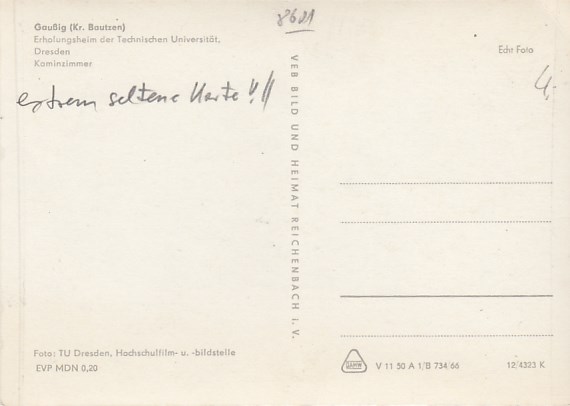 8601
Gaußig (Kr. Bautzen)
Erholungsheim der Technischen Universität,
Dresden
Kaminzimmer
Echt Foto
4,-
extrem seltene Karte!!!
VEB BILD UND HEIMAT REICHENBACH i. V.
Foto: TU Dresden, Hochschulfilm- u. -bildstelle
EVP MDN 0,20
V 11 50 A 1/B 734/66
12/4323 K